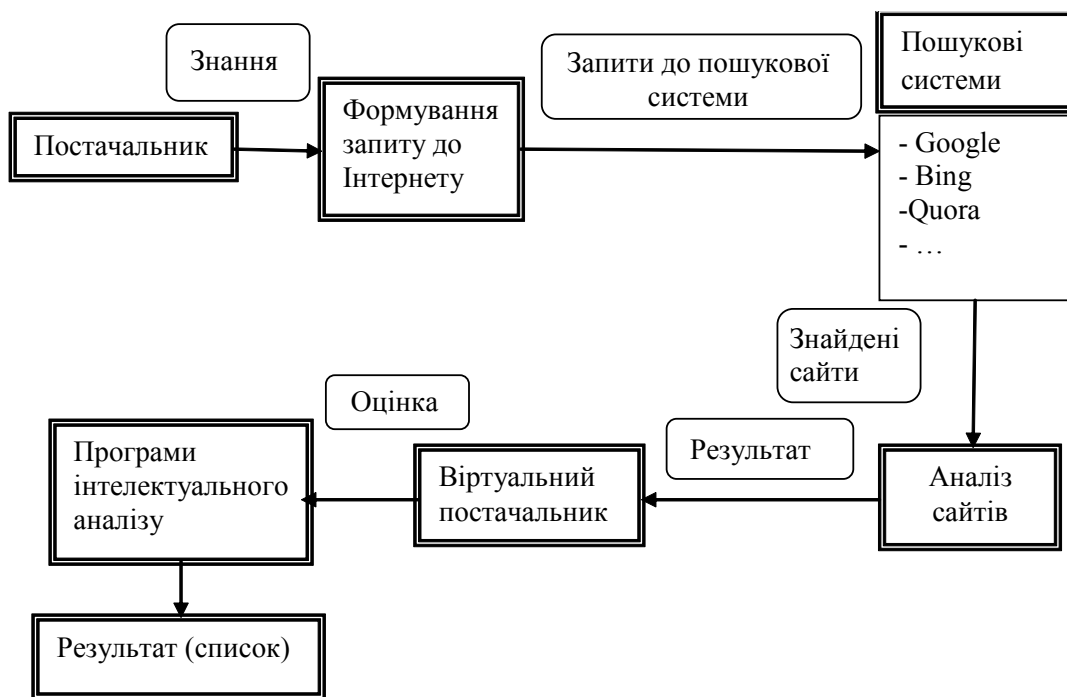 Знання
Запити до пошукової
системи
Пошукові
системи
Постачальник
Формування
запиту до
Інтернету
- Google
- Bing
-Quora
- …
Знайдені
сайти
Оцінка
Результат
Програми
інтелектуального
аналізу
Віртуальний
постачальник
Аналіз
сайтів
Результат (список)